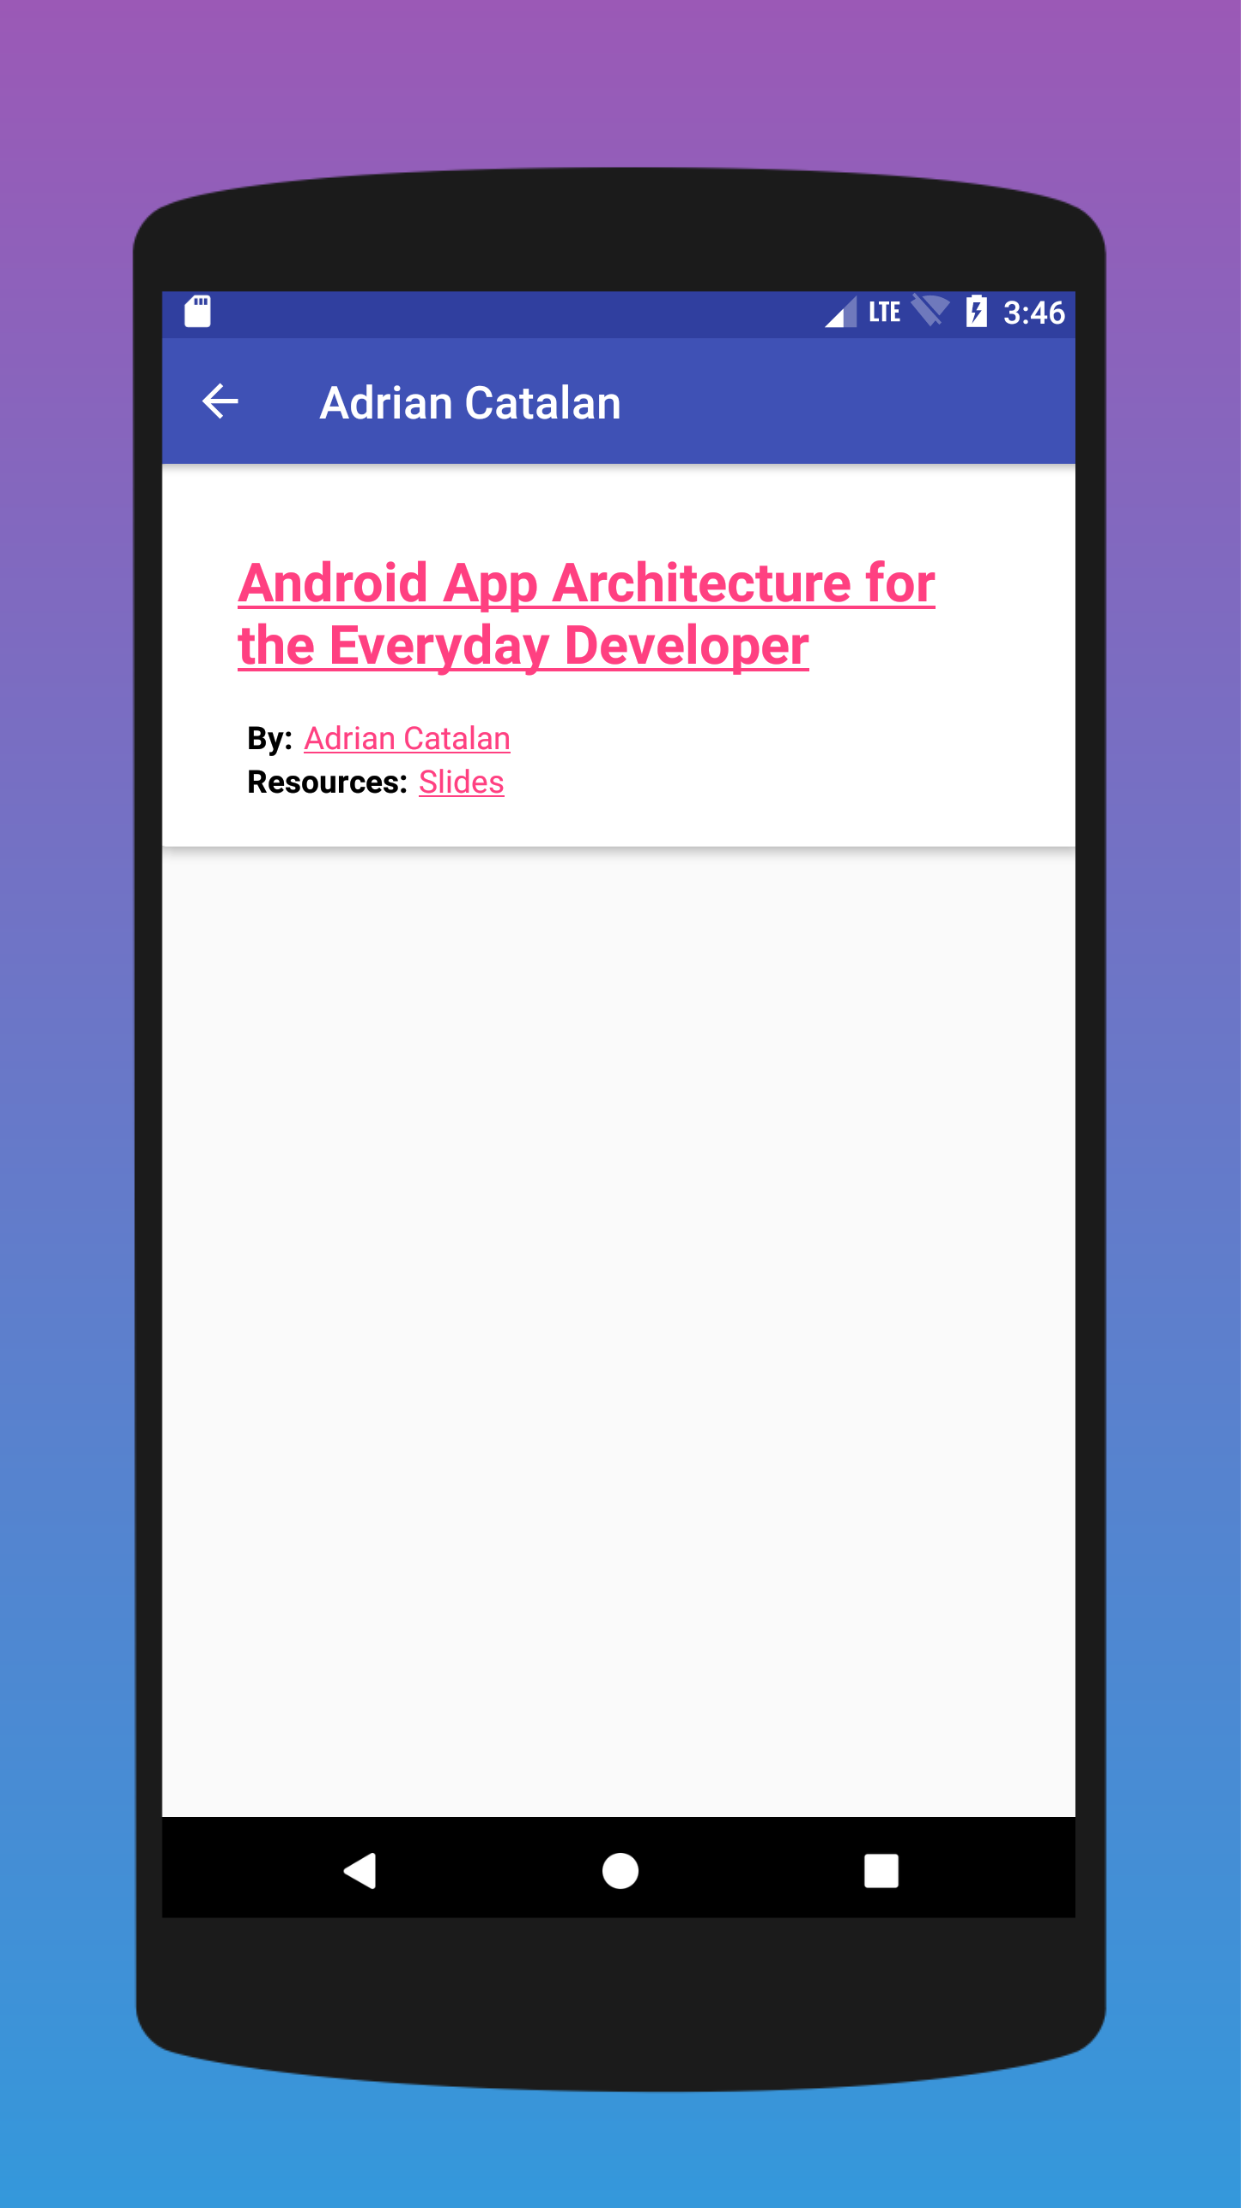 LTE 3:46
Adrian Catalan
Android App Architecture for
the Everyday Developer
By: Adrian Catalan
Resources: Slides